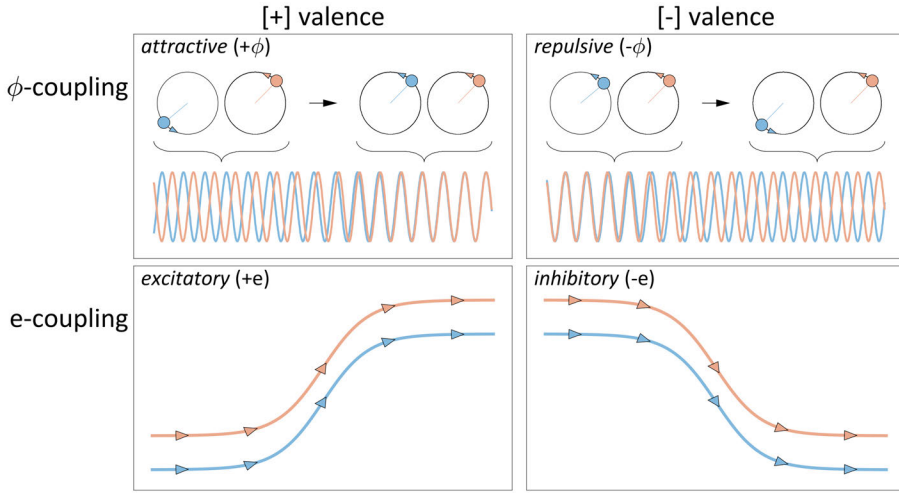 [+] valence
[-] valence
ϕ-coupling
attractive (+ϕ)
repulsive (-ϕ)
e-coupling
excitatory (+e)
inhibitory (-e)